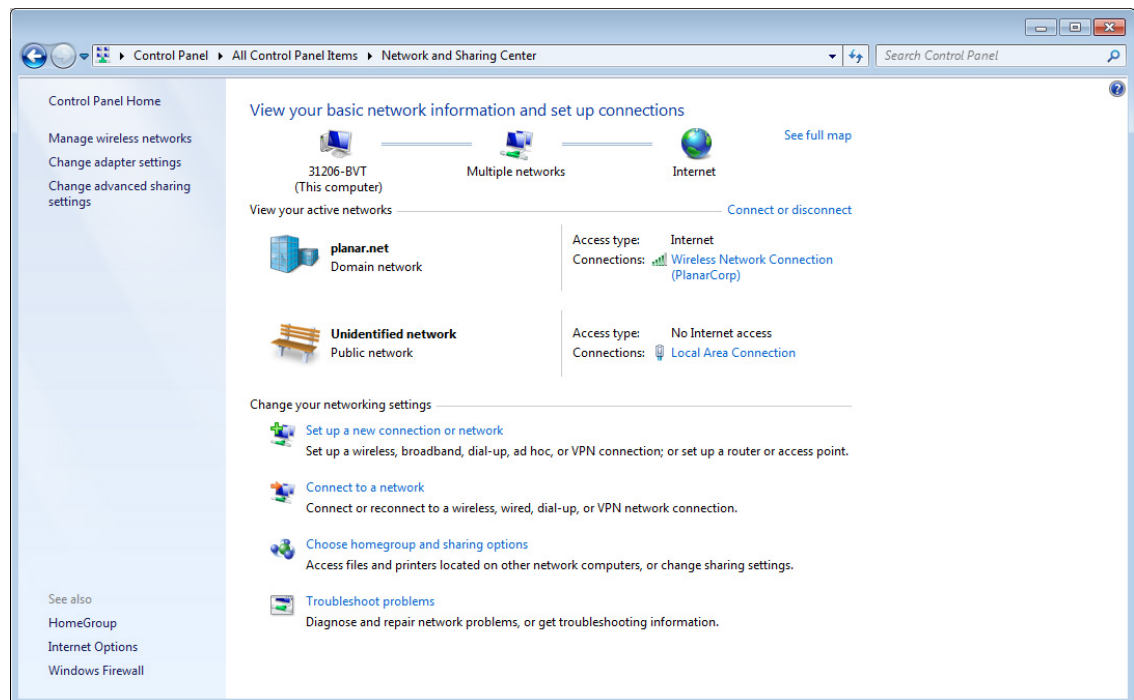 Control Panel ▸ All Control Panel Items ▸ Network and Sharing Center
Search Control Panel
Control Panel Home
Manage wireless networks
Change adapter settings
Change advanced sharing
settings
View your basic network information and set up connections
See full map
31206-BVT
(This computer)
Multiple networks
Internet
View your active networks
Connect or disconnect
planar.net
Domain network
Access type: Internet
Connections: Wireless Network Connection
(PlanarCorp)
Unidentified network
Public network
Access type: No Internet access
Connections: Local Area Connection
Change your networking settings
Set up a new connection or network
Set up a wireless, broadband, dial-up, ad hoc, or VPN connection; or set up a router or access point.
Connect to a network
Connect or reconnect to a wireless, wired, dial-up, or VPN network connection.
Choose homegroup and sharing options
Access files and printers located on other network computers, or change sharing settings.
Troubleshoot problems
Diagnose and repair network problems, or get troubleshooting information.
See also
HomeGroup
Internet Options
Windows Firewall